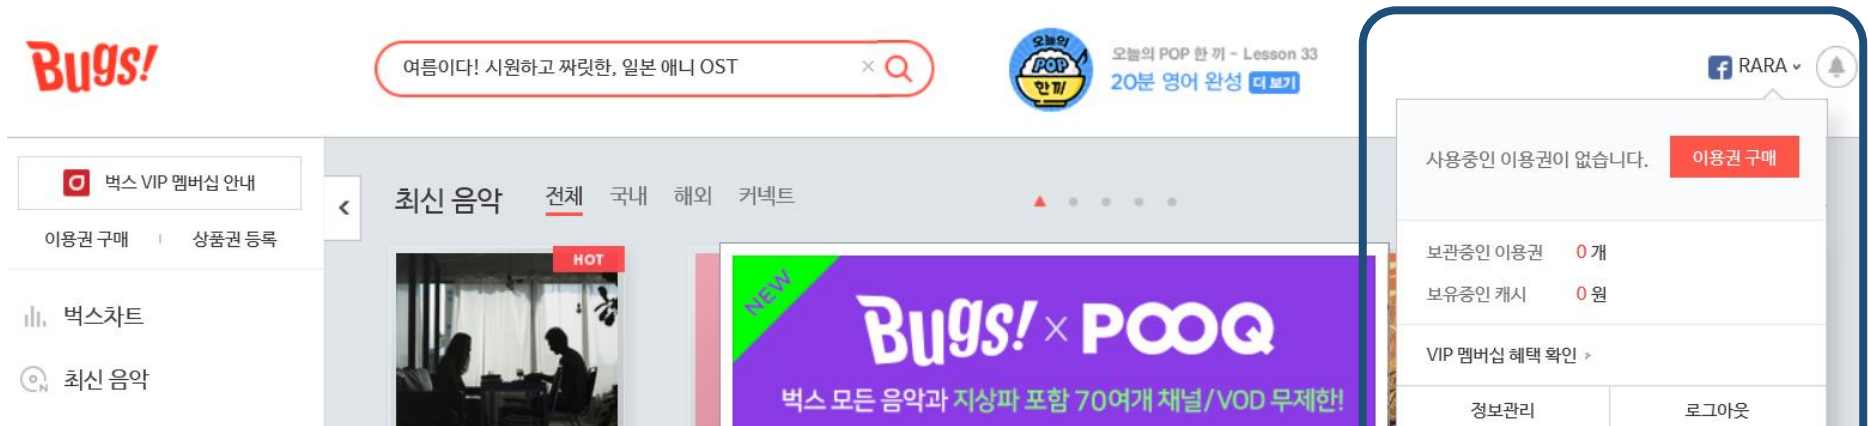 Bugs!
여름이다! 시원하고 짜릿한, 일본 애니 OST ×
오늘의 POP 한끼
오늘의 POP 한 끼 - Lesson 33
20분 영어 완성 더 보기
RARA
벅스 VIP 멤버십 안내
이용권 구매 | 상품권 등록
벅스차트
최신 음악
최신 음악 전체 국내 해외 커넥트
HOT
NEW
Bugs! × POOQ
벅스 모든 음악과 지상파 포함 70여개 채널/VOD 무제한!
사용중인 이용권이 없습니다. 이용권 구매
보관중인 이용권 0 개
보유중인 캐시 0 원
VIP 멤버십 혜택 확인
정보관리 로그아웃